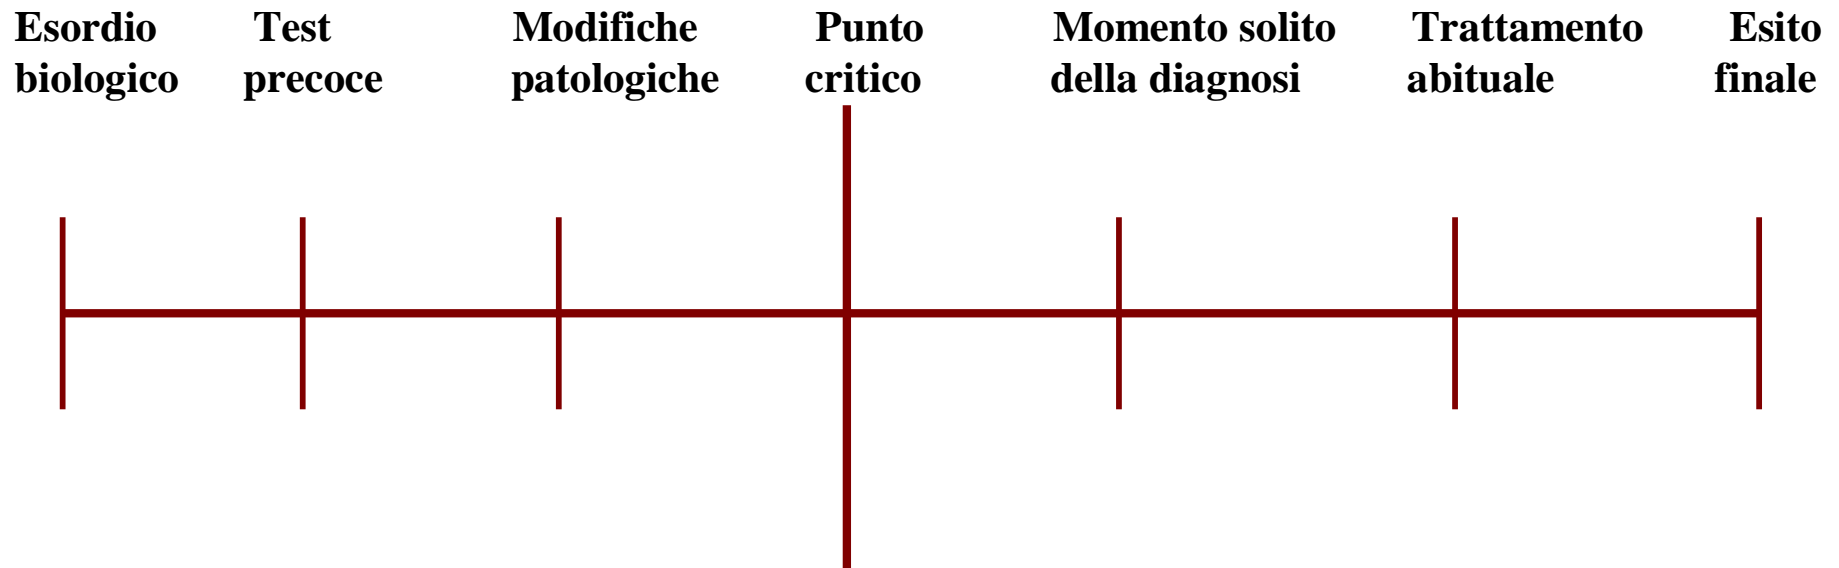 Esordio Test Modifiche Punto Momento solito Trattamento Esito
biologico precoce patologiche critico della diagnosi abituale finale